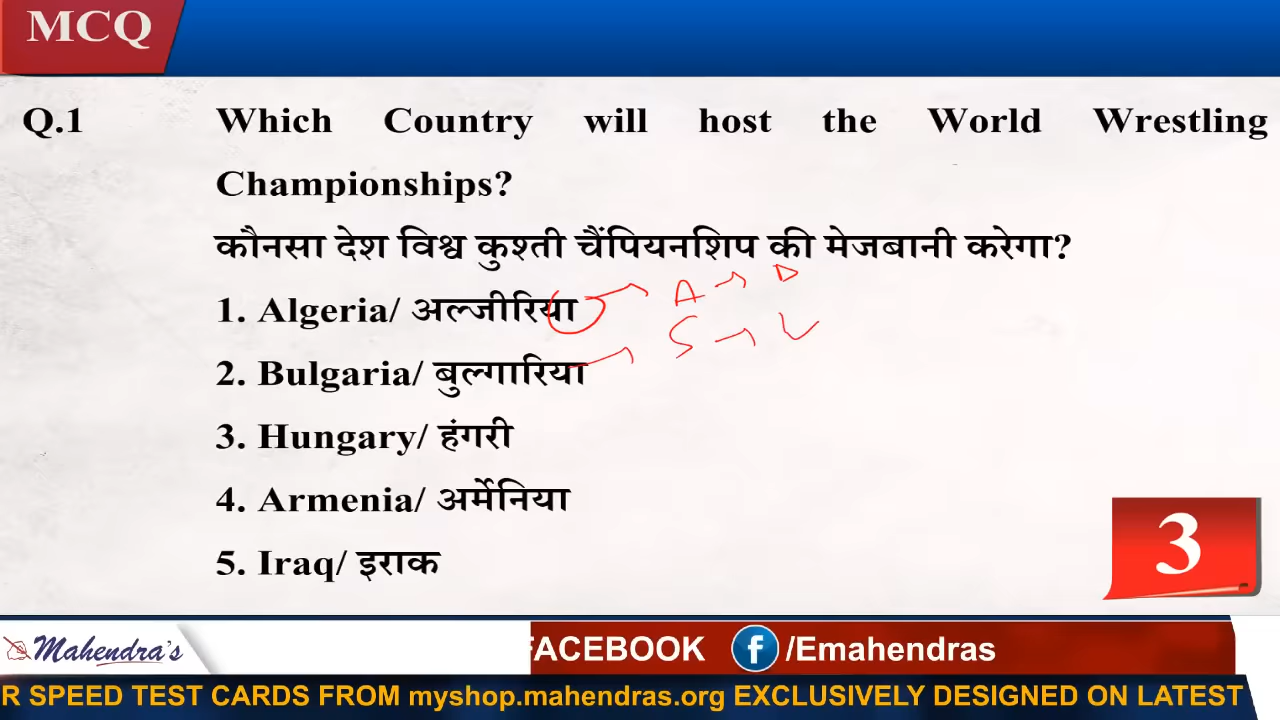 MCQ
Q.1 Which Country will host the World Wrestling
Championships?
कौनसा देश विश्व कुश्ती चैंपियनशिप की मेजबानी करेगा?
1. Algeria/ अल्जीरिया
A → D
2. Bulgaria/ बुल्गारिया
S → L
3. Hungary/ हंगरी
4. Armenia/ अर्मेनिया
5. Iraq/ इराक
3
Mahendra's
FACEBOOK f /Emahendras
R SPEED TEST CARDS FROM myshop.mahendras.org EXCLUSIVELY DESIGNED ON LATEST